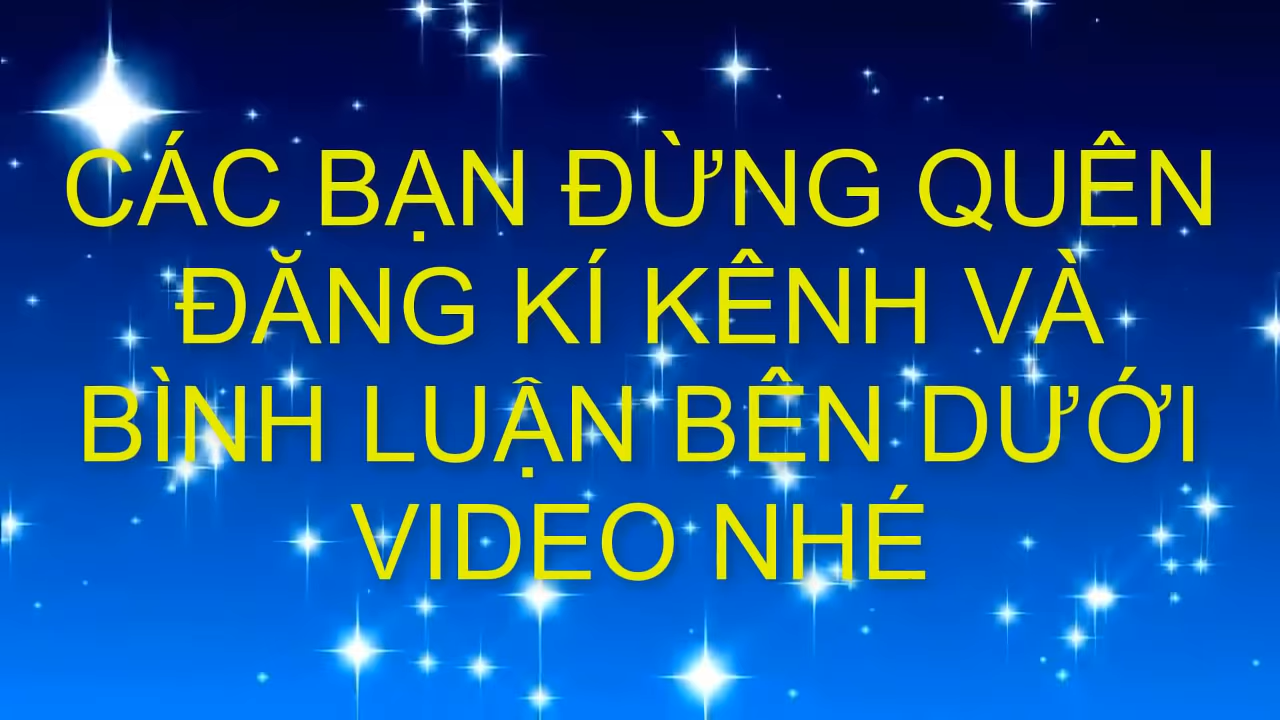 CÁC BẠN ĐỪNG QUÊN
ĐĂNG KÍ KÊNH VÀ
BÌNH LUẬN BÊN DƯỚI
VIDEO NHÉ